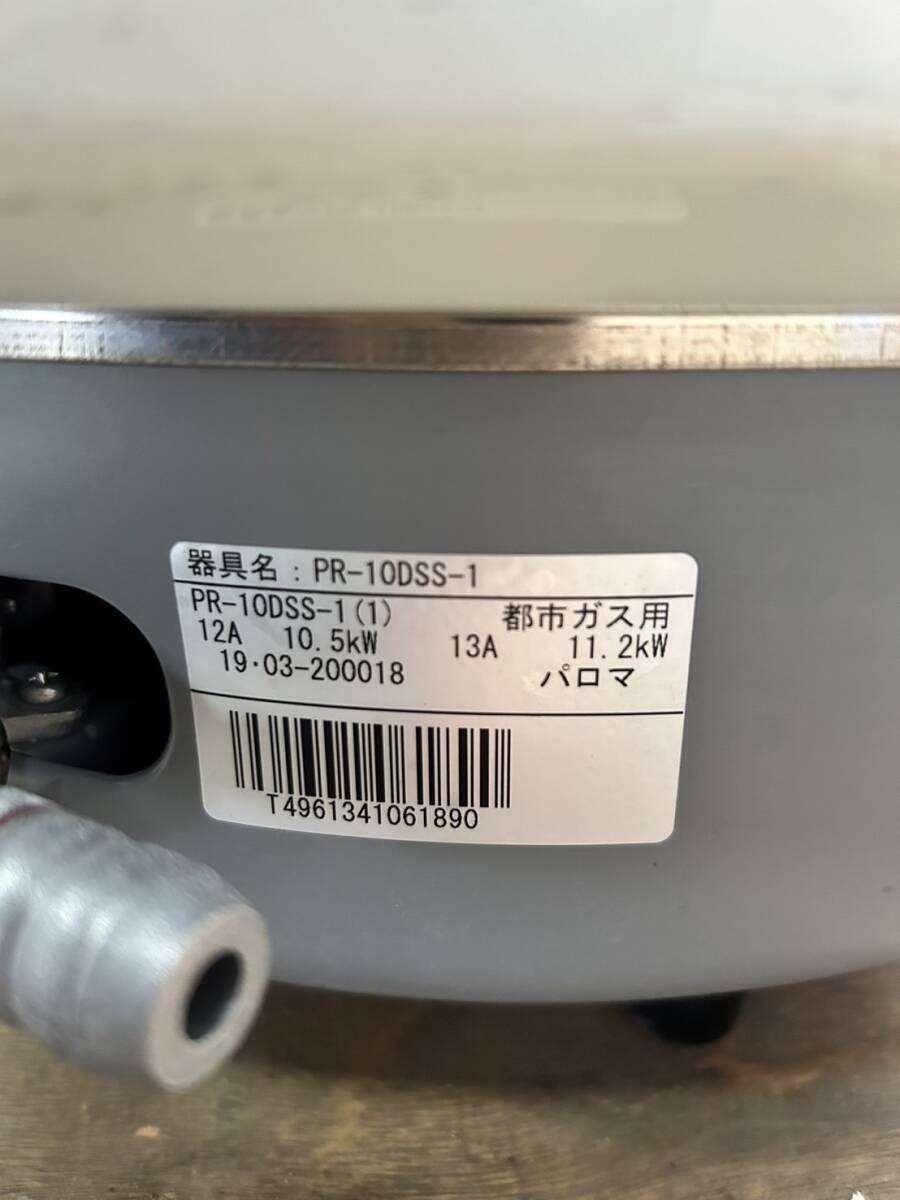 器具名：PR-10DSS-1
PR-10DSS-1(1) 都市ガス用
12A 10.5kW 13A 11.2kW
19・03-200018 パロマ
T4961341061890